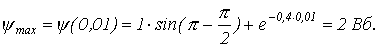 ψmax = ψ(0,01) = 1· sin( π − π/2 ) + e^−0,4·0,01 = 2 Вб.